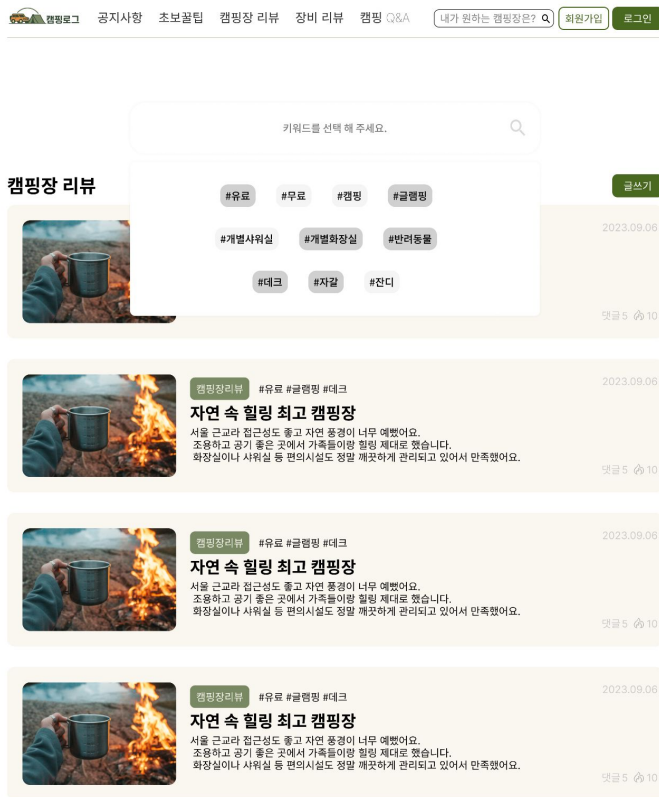 캠핑로그 공지사항 초보꿀팁 캠핑장 리뷰 장비 리뷰 캠핑 Q&A 내가 원하는 캠핑장은? 회원가입 로그인
키워드를 선택 해 주세요.
캠핑장 리뷰
글쓰기
#유료 #무료 #캠핑 #글램핑
#개별샤워실 #개별화장실 #반려동물
#데크 #자갈 #잔디
2023.09.06
댓글 5 10
캠핑장리뷰 #유료 #글램핑 #데크
2023.09.06
자연 속 힐링 최고 캠핑장
서울 근교라 접근성도 좋고 자연 풍경이 너무 예뻤어요.
조용하고 공기 좋은 곳에서 가족들이랑 힐링 제대로 했습니다.
화장실이나 샤워실 등 편의시설도 정말 깨끗하게 관리되고 있어서 만족했어요.
댓글 5 10
캠핑장리뷰 #유료 #글램핑 #데크
2023.09.06
자연 속 힐링 최고 캠핑장
서울 근교라 접근성도 좋고 자연 풍경이 너무 예뻤어요.
조용하고 공기 좋은 곳에서 가족들이랑 힐링 제대로 했습니다.
화장실이나 샤워실 등 편의시설도 정말 깨끗하게 관리되고 있어서 만족했어요.
댓글 5 10
캠핑장리뷰 #유료 #글램핑 #데크
2023.09.06
자연 속 힐링 최고 캠핑장
서울 근교라 접근성도 좋고 자연 풍경이 너무 예뻤어요.
조용하고 공기 좋은 곳에서 가족들이랑 힐링 제대로 했습니다.
화장실이나 샤워실 등 편의시설도 정말 깨끗하게 관리되고 있어서 만족했어요.
댓글 5 10